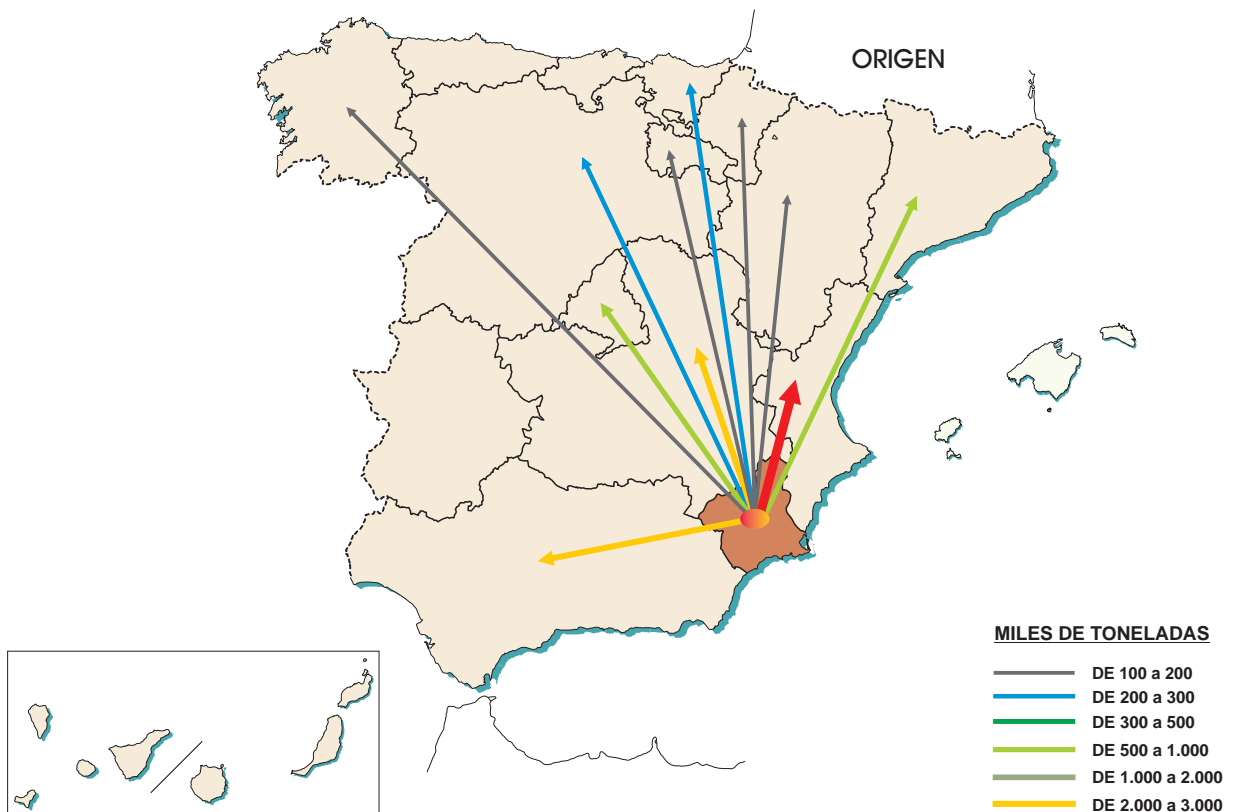 ORIGEN
MILES DE TONELADAS
DE 100 a 200
DE 200 a 300
DE 300 a 500
DE 500 a 1.000
DE 1.000 a 2.000
DE 2.000 a 3.000